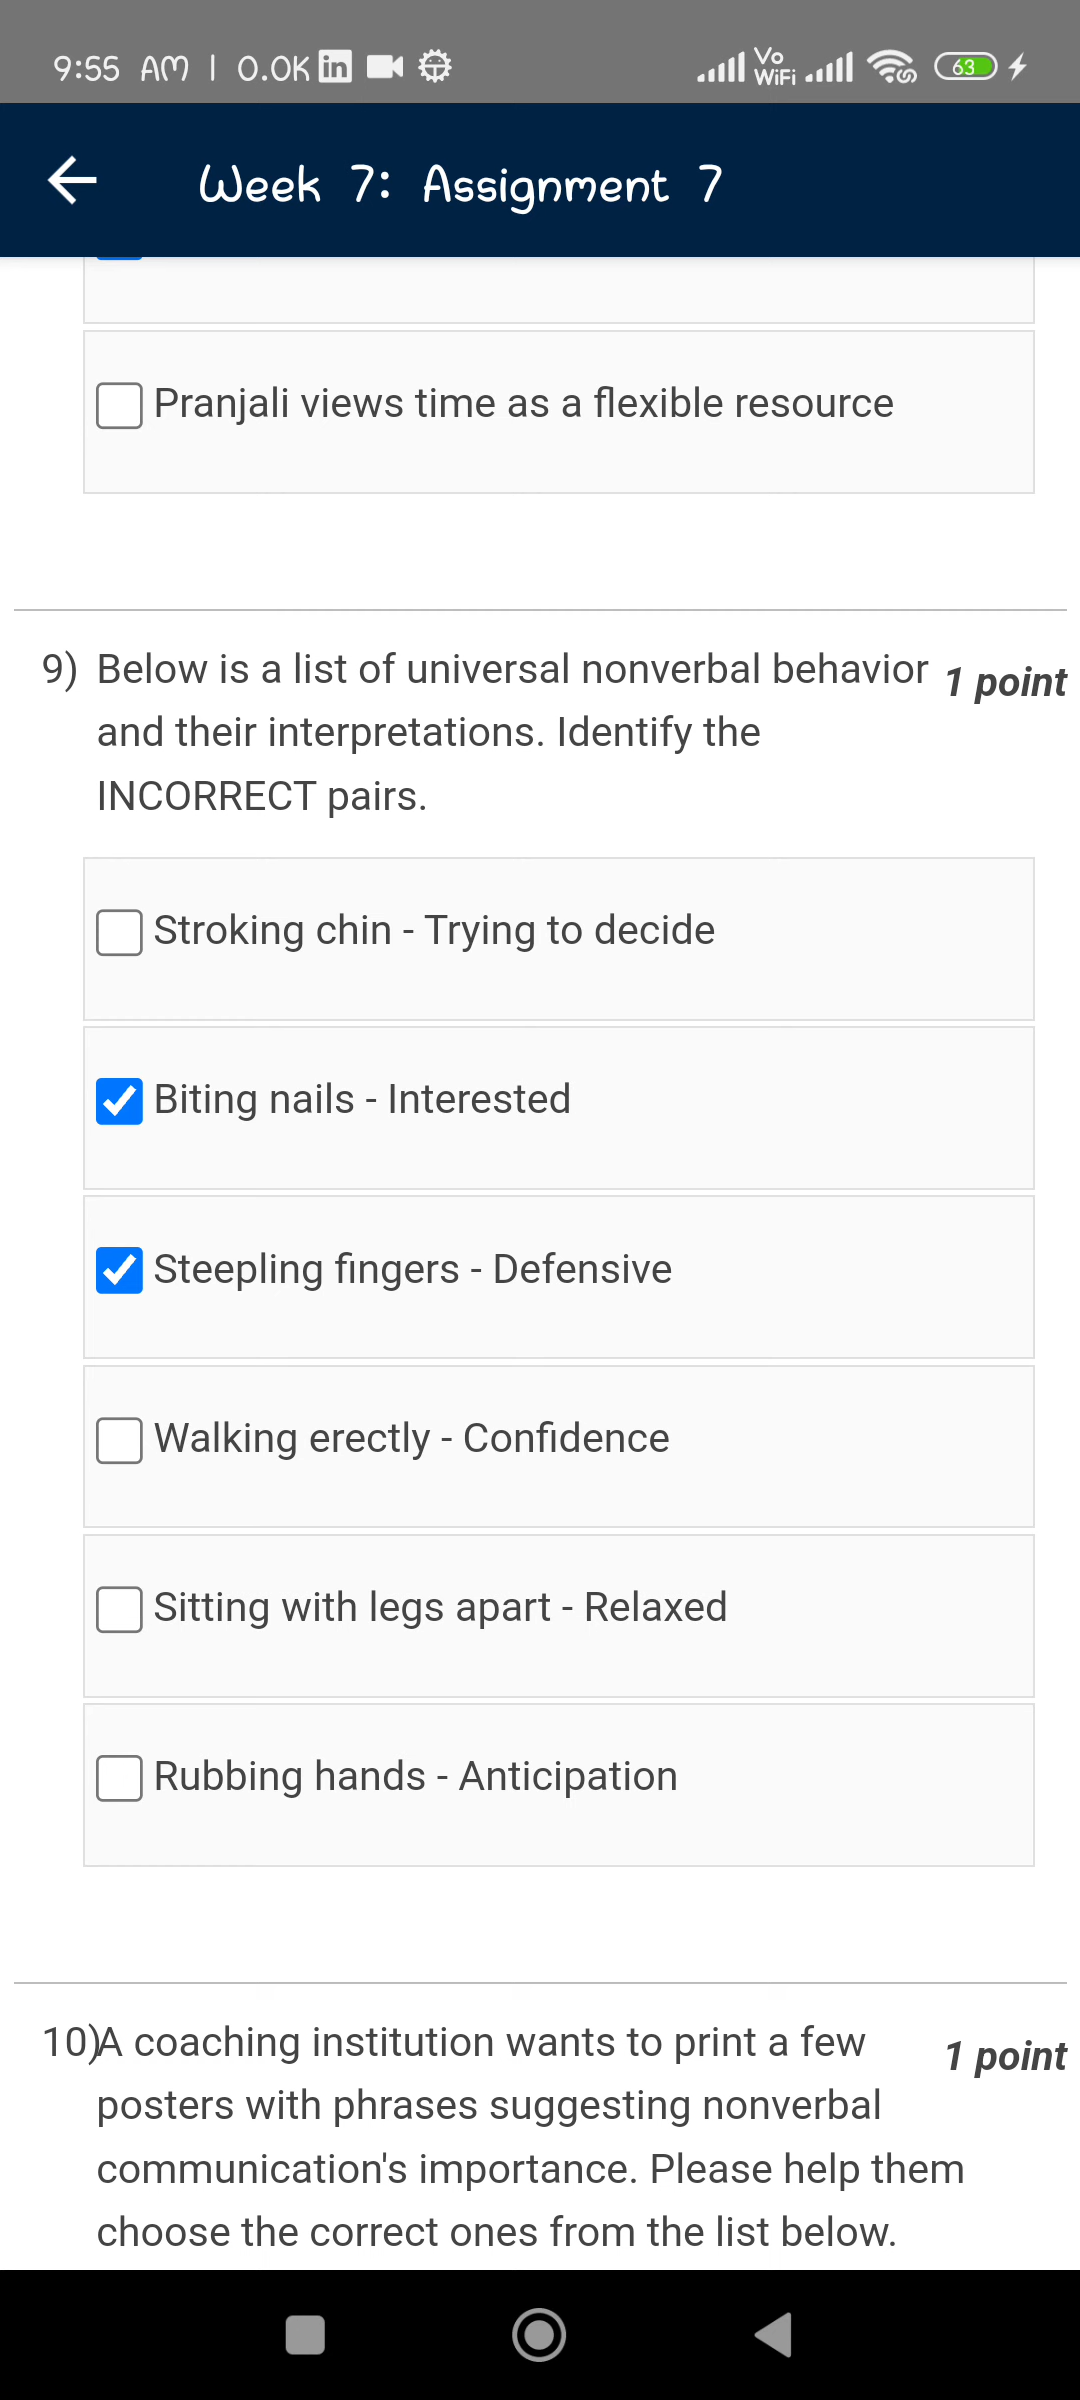 9:55 AM | 0.0K in
Vo
WiFi
63
Week 7: Assignment 7
Pranjali views time as a flexible resource
9) Below is a list of universal nonverbal behavior 1 point
and their interpretations. Identify the
INCORRECT pairs.
Stroking chin - Trying to decide
Biting nails - Interested
Steepling fingers - Defensive
Walking erectly - Confidence
Sitting with legs apart - Relaxed
Rubbing hands - Anticipation
10)A coaching institution wants to print a few 1 point
posters with phrases suggesting nonverbal
communication's importance. Please help them
choose the correct ones from the list below.